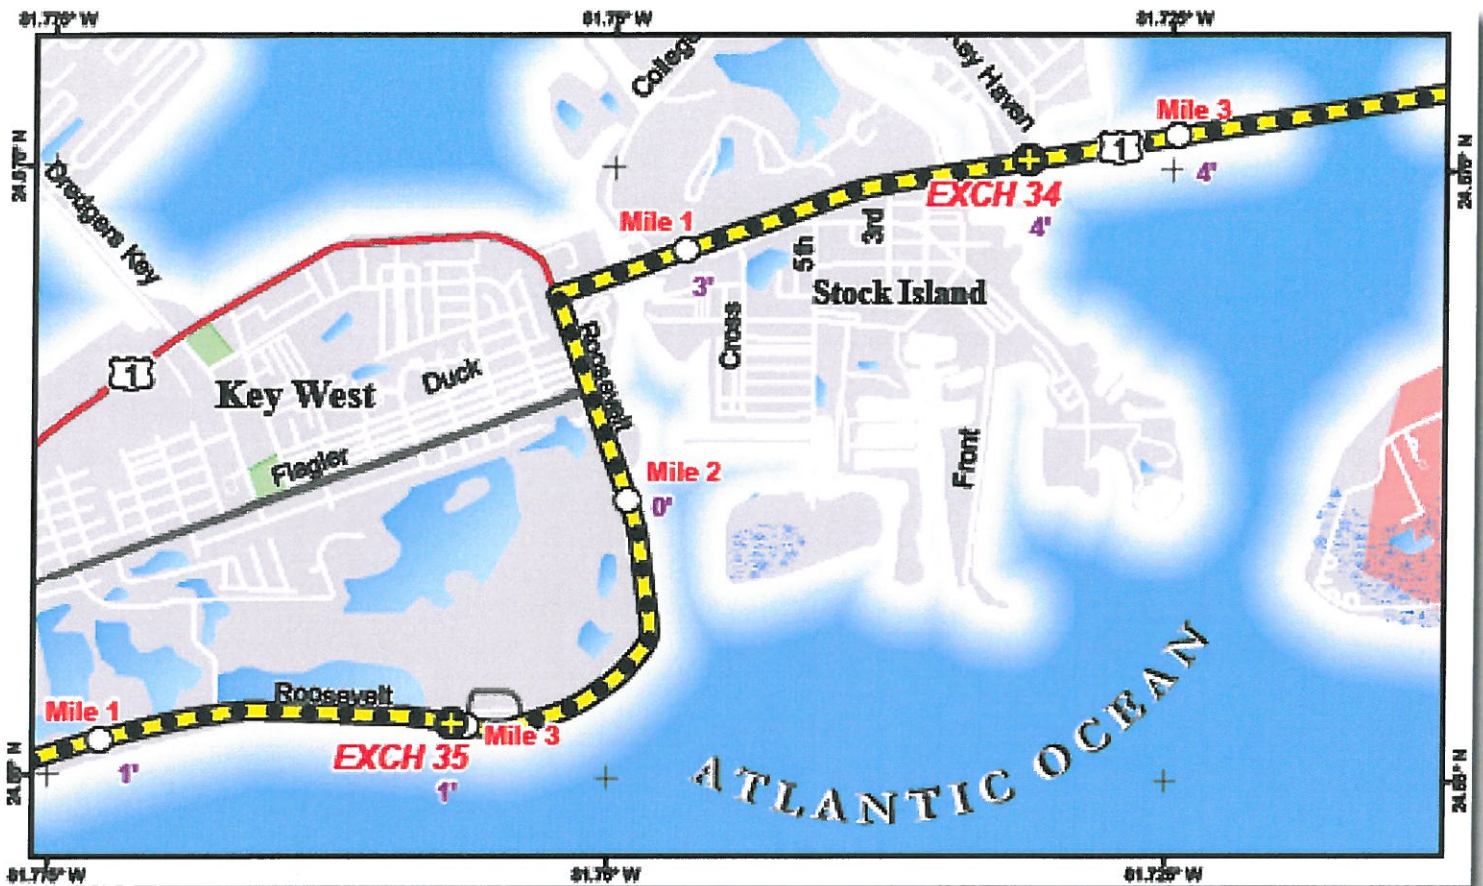 81.775° W
81.75° W
81.725° W
College
Key Haven
Mile 3
1
4'
24.575° N
24.575° N
Dredgers Key
EXCH 34
4'
Mile 1
3'
3rd
5th
Stock Island
Cross
Roosevelt
1
Key West
Duck
Flagler
Front
Mile 2
0'
Roosevelt
Mile 1
1'
EXCH 35
1'
Mile 3
ATLANTIC OCEAN
24.55° N
24.55° N
81.775° W
81.75° W
81.725° W